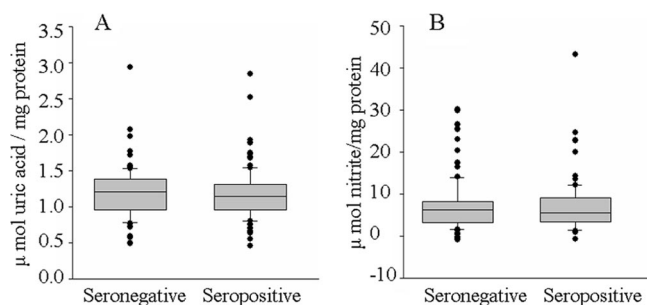 A
μ mol uric acid / mg protein
3.5
3.0
2.5
2.0
1.5
1.0
0.5
0.0
Seronegative Seropositive
B
μ mol nitrite/mg protein
50
40
30
20
10
0
-10
Seronegative Seropositive